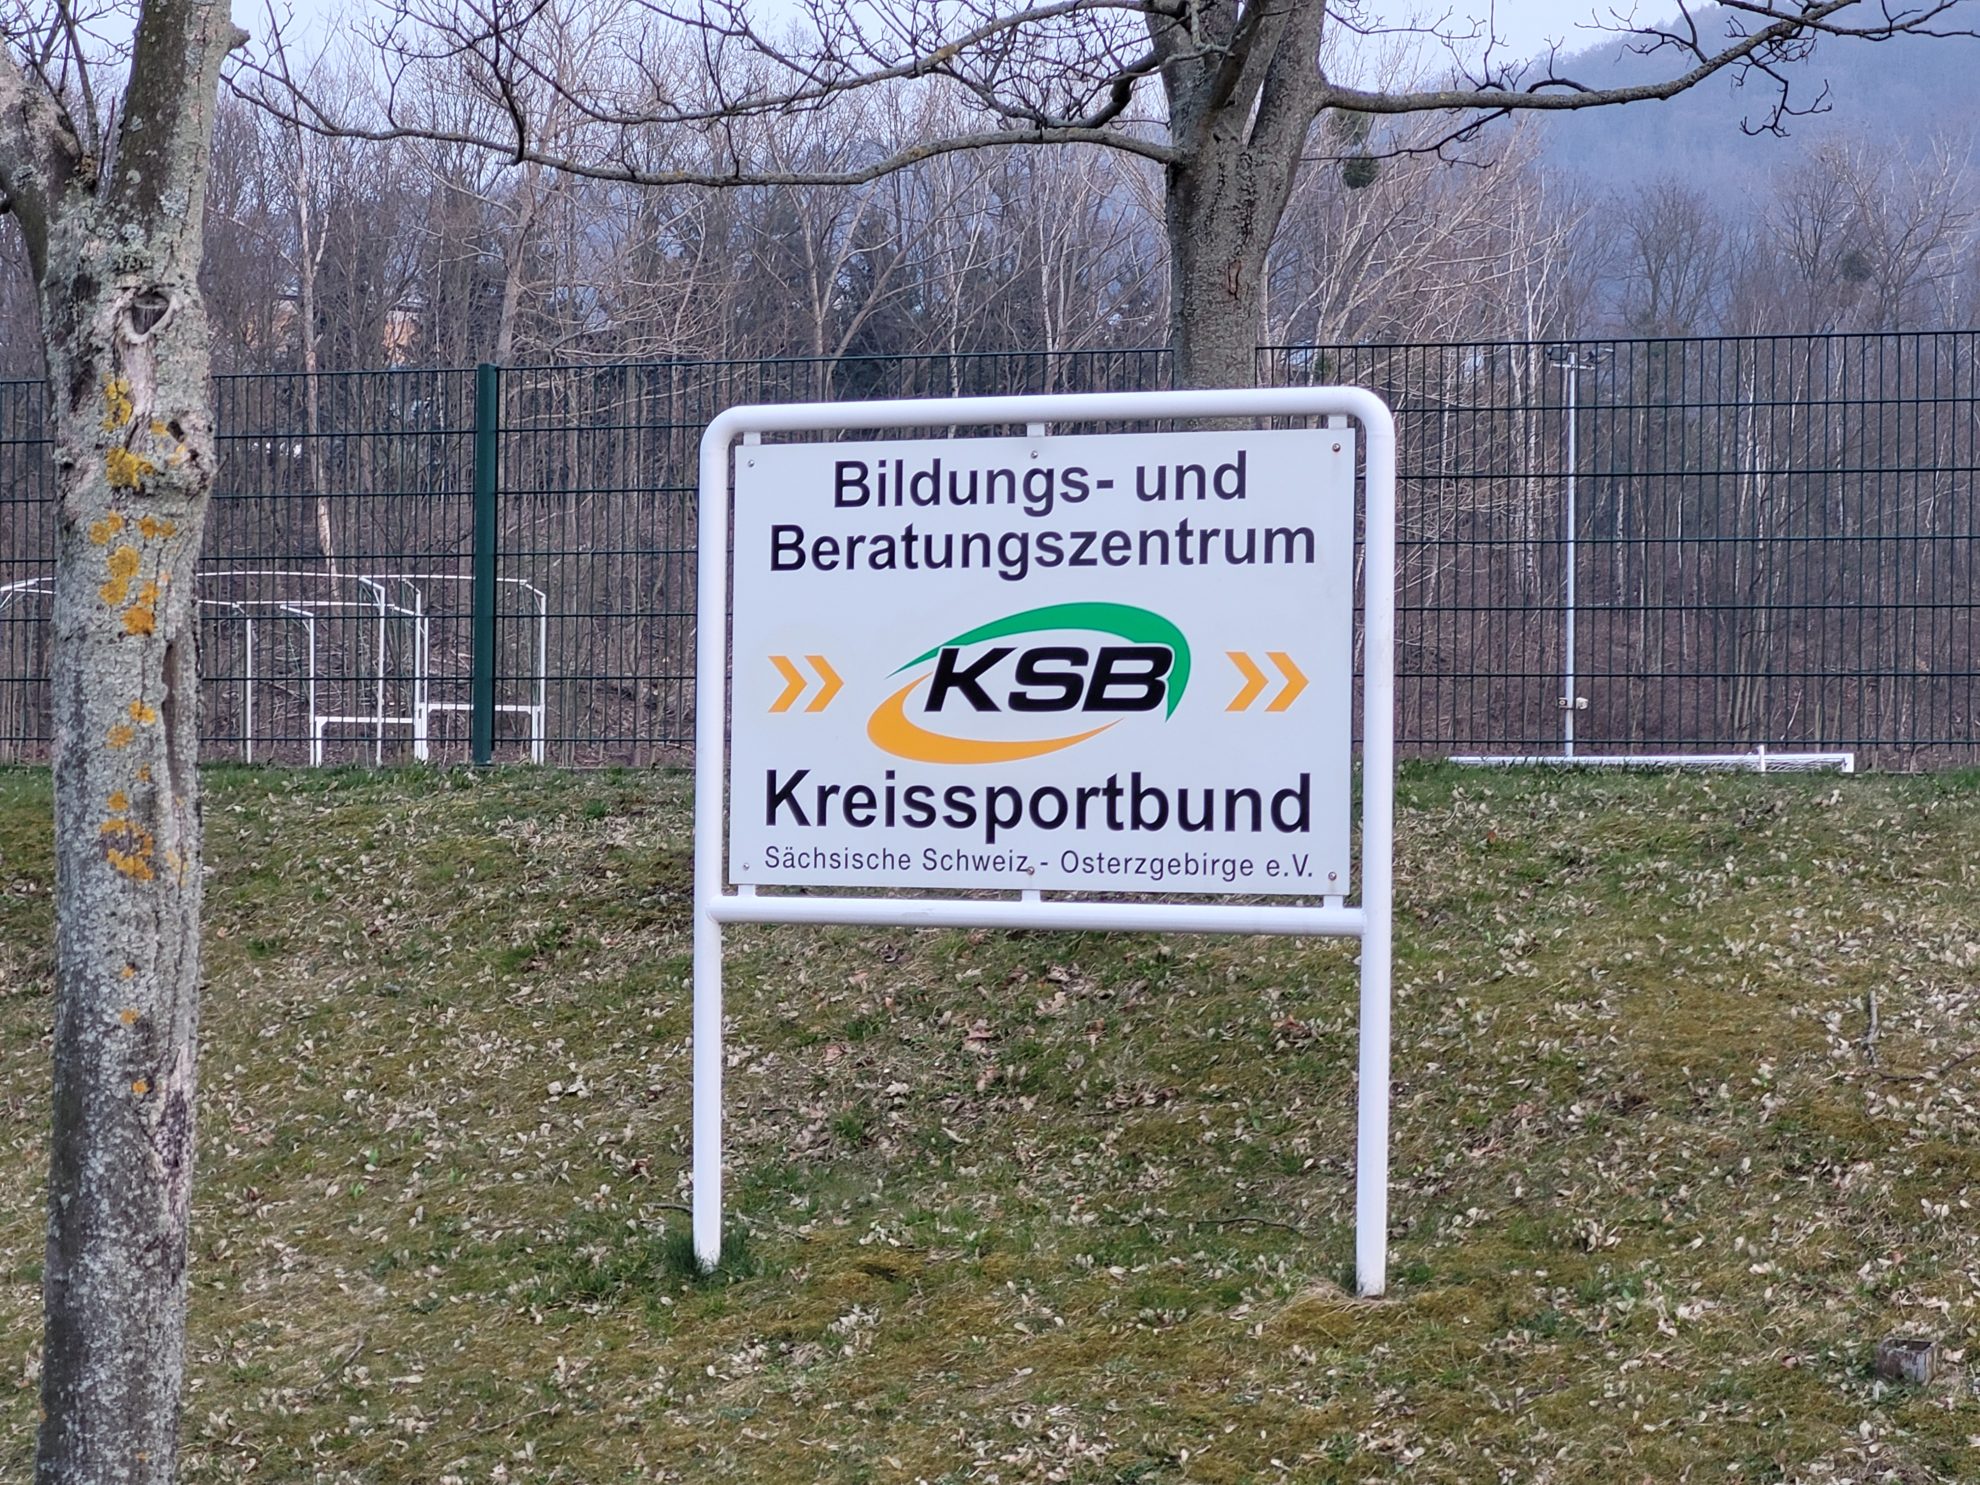 Bildungs- und
Beratungszentrum
KSB
Kreissportbund
Sächsische Schweiz - Osterzgebirge e.V.